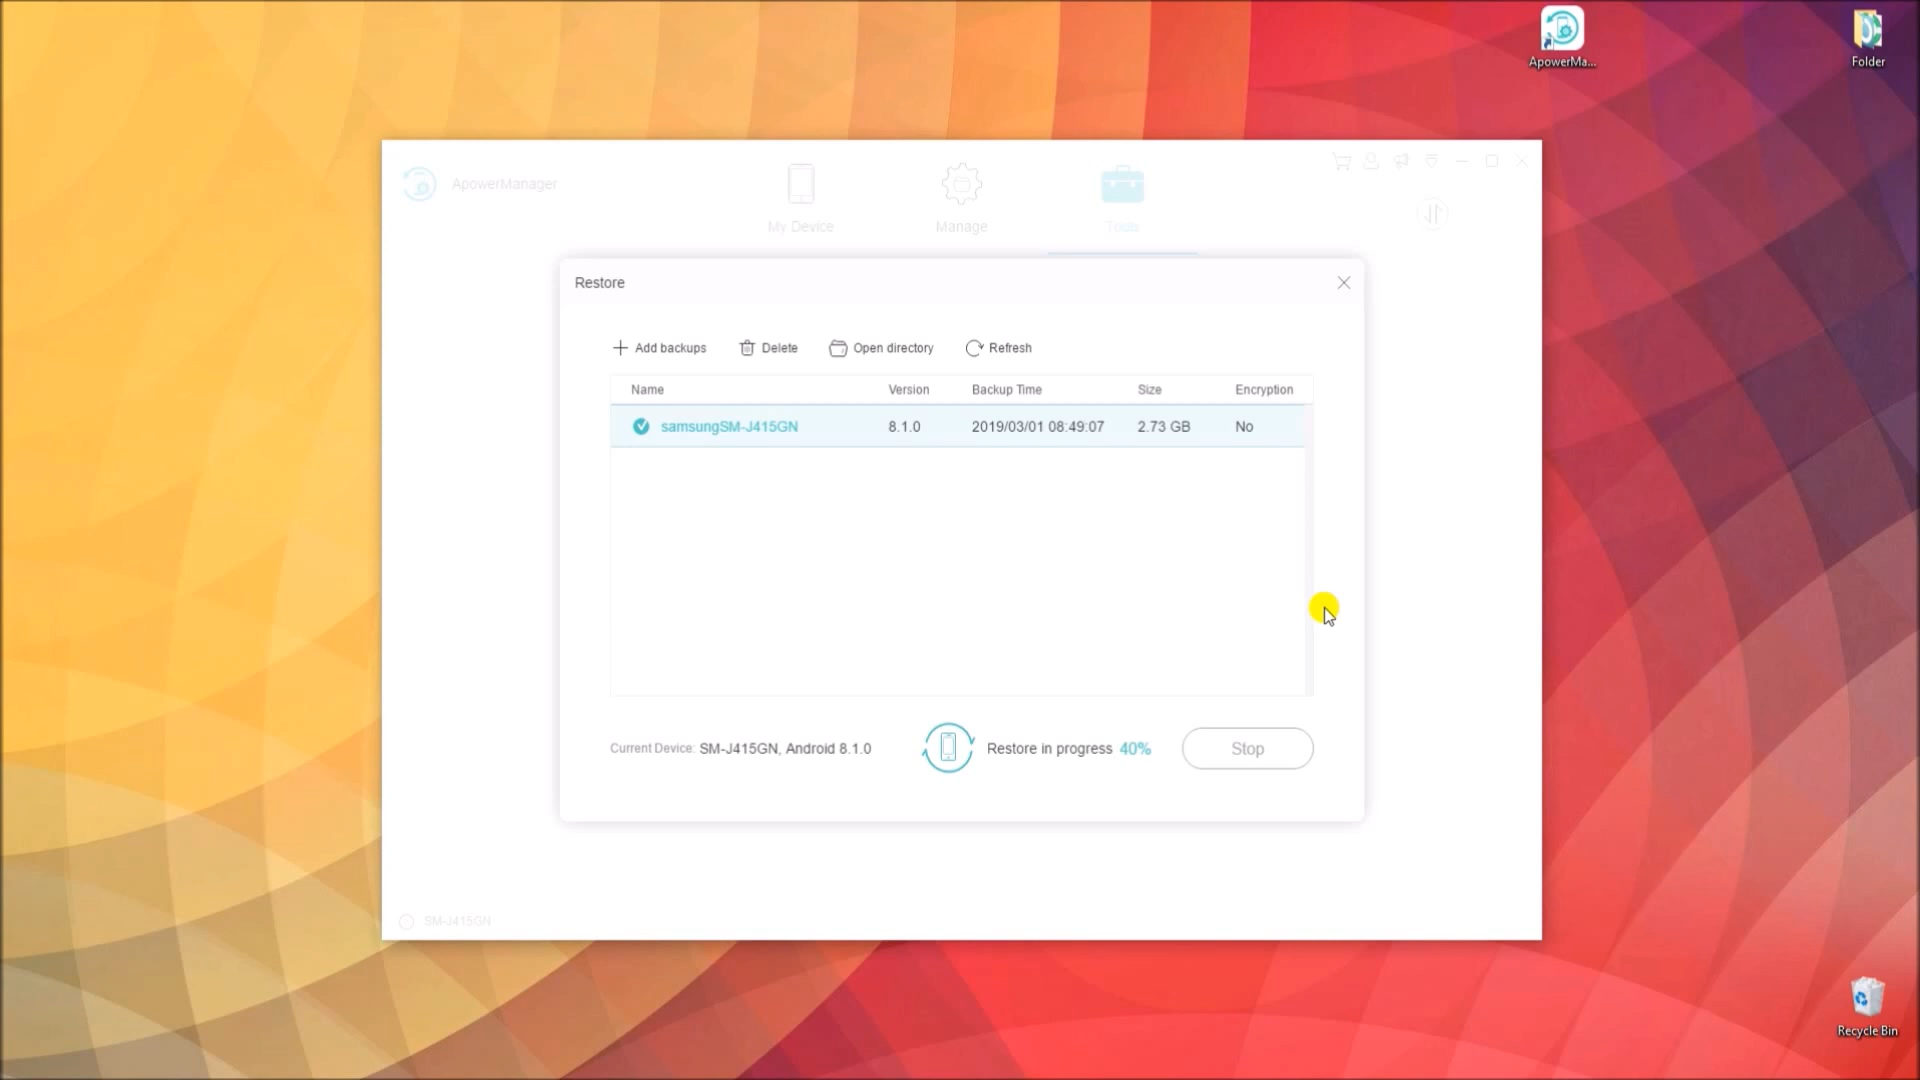 ApowerMa...
Folder
ApowerManager
My Device
Manage
Tools
Restore
Add backups Delete Open directory Refresh
Name Version Backup Time Size Encryption
samsungSM-J415GN 8.1.0 2019/03/01 08:49:07 2.73 GB No
Current Device: SM-J415GN, Android 8.1.0 Restore in progress 40% Stop
SM-J415GN
Recycle Bin